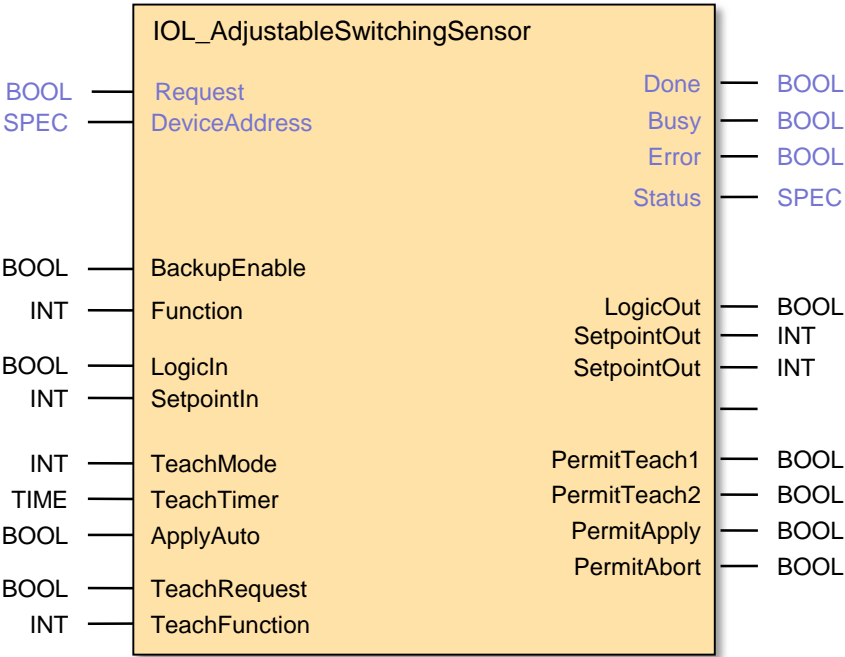 IOL_AdjustableSwitchingSensor
BOOL Request Done BOOL
SPEC DeviceAddress Busy BOOL
Error BOOL
Status SPEC
BOOL BackupEnable
INT Function LogicOut BOOL
SetpointOut INT
BOOL LogicIn SetpointOut INT
INT SetpointIn
INT TeachMode PermitTeach1 BOOL
TIME TeachTimer PermitTeach2 BOOL
BOOL ApplyAuto PermitApply BOOL
PermitAbort BOOL
BOOL TeachRequest
INT TeachFunction